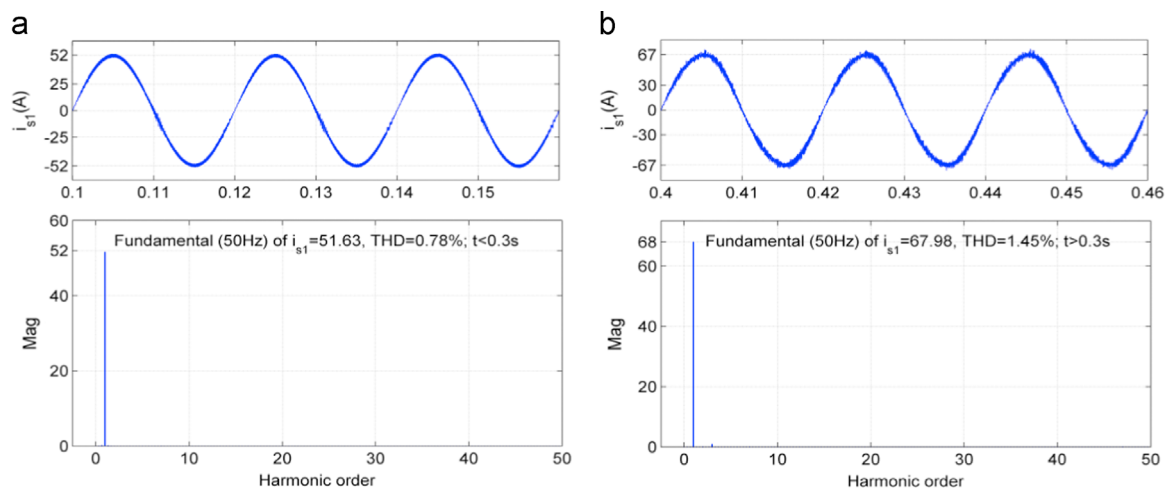 a
52
25
0
-25
-52
i_s1(A)
0.1 0.11 0.12 0.13 0.14 0.15
60
52
40
20
0
Mag
Fundamental (50Hz) of i_s1=51.63, THD=0.78%; t<0.3s
0 10 20 30 40 50
Harmonic order
b
67
30
0
-30
-67
i_s1(A)
0.4 0.41 0.42 0.43 0.44 0.45 0.46
68
60
40
20
0
Mag
Fundamental (50Hz) of i_s1=67.98, THD=1.45%; t>0.3s
0 10 20 30 40 50
Harmonic order